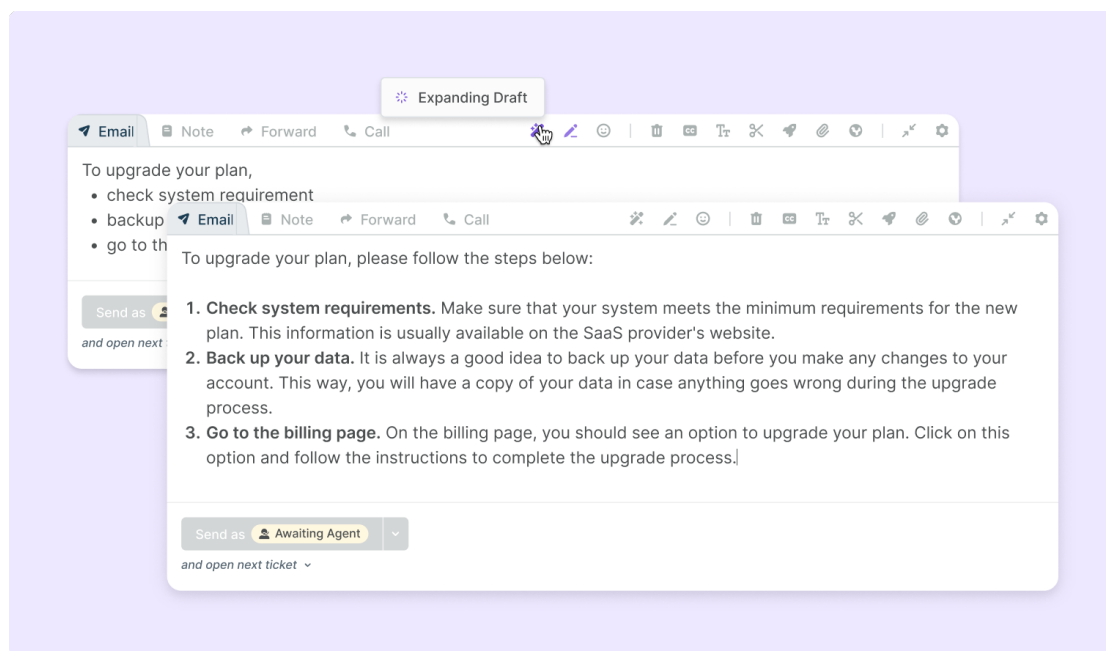 Expanding Draft
Email Note Forward Call
To upgrade your plan,
• check system requirement
• backup
• go to th
Send as
and open next
Email Note Forward Call
To upgrade your plan, please follow the steps below:
1. Check system requirements. Make sure that your system meets the minimum requirements for the new
plan. This information is usually available on the SaaS provider's website.
2. Back up your data. It is always a good idea to back up your data before you make any changes to your
account. This way, you will have a copy of your data in case anything goes wrong during the upgrade
process.
3. Go to the billing page. On the billing page, you should see an option to upgrade your plan. Click on this
option and follow the instructions to complete the upgrade process.
Send as Awaiting Agent
and open next ticket